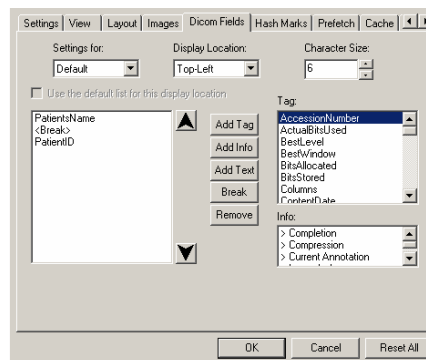 Settings View Layout Images Dicom Fields Hash Marks Prefetch Cache
Settings for: Display Location: Character Size:
Default Top-Left 6
Use the default list for this display location
Tag:
PatientsName
<Break>
PatientID
Add Tag
Add Info
Add Text
Break
Remove
AccessionNumber
ActualBitsUsed
BestLevel
BestWindow
BitsAllocated
BitsStored
Columns
ContentDate
Info:
> Completion
> Compression
> Current Annotation
OK Cancel Reset All